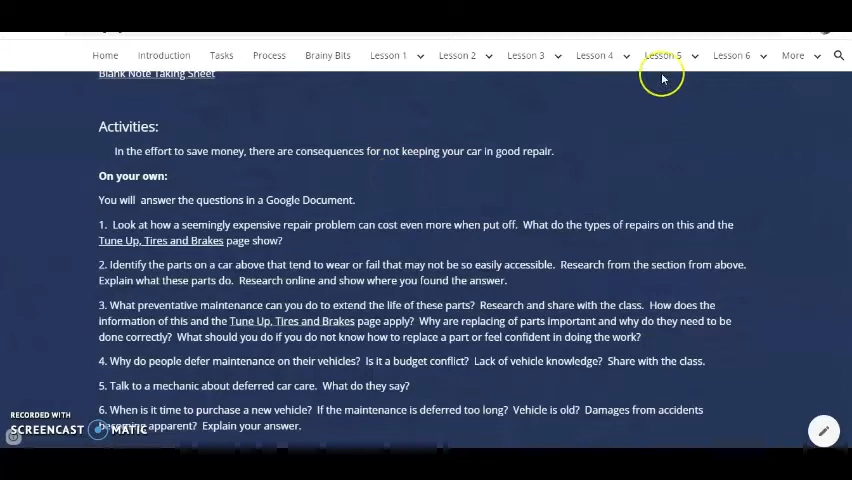 Home Introduction Tasks Process Brainy Bits Lesson 1 Lesson 2 Lesson 3 Lesson 4 Lesson 5 Lesson 6 More
Blank Note Taking Sheet
Activities:
In the effort to save money, there are consequences for not keeping your car in good repair.
On your own:
You will answer the questions in a Google Document.
1. Look at how a seemingly expensive repair problem can cost even more when put off. What do the types of repairs on this and the
Tune Up, Tires and Brakes page show?
2. Identify the parts on a car above that tend to wear or fail that may not be so easily accessible. Research from the section from above.
Explain what these parts do. Research online and show where you found the answer.
3. What preventative maintenance can you do to extend the life of these parts? Research and share with the class. How does the
information of this and the Tune Up, Tires and Brakes page apply? Why are replacing of parts important and why do they need to be
done correctly? What should you do if you do not know how to replace a part or feel confident in doing the work?
4. Why do people defer maintenance on their vehicles? Is it a budget conflict? Lack of vehicle knowledge? Share with the class.
5. Talk to a mechanic about deferred car care. What do they say?
6. When is it time to purchase a new vehicle? If the maintenance is deferred too long? Vehicle is old? Damages from accidents
becoming apparent? Explain your answer.
RECORDED WITH
SCREENCAST MATIC